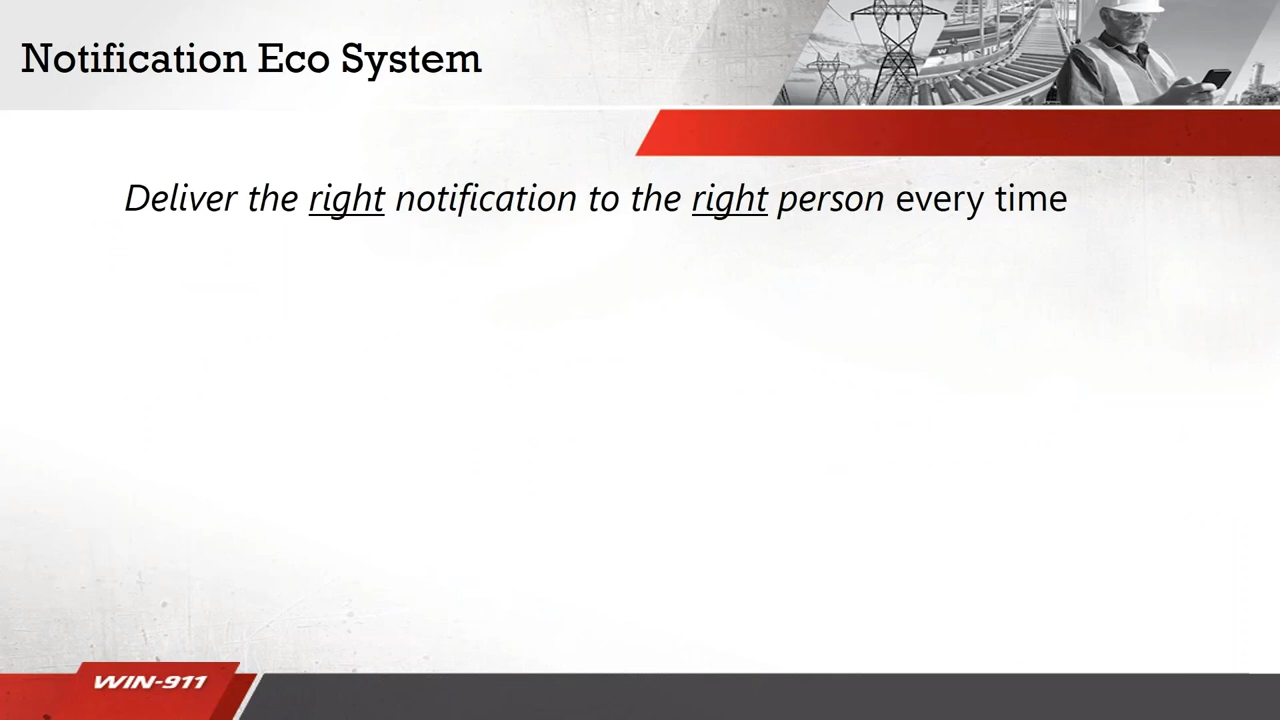 Notification Eco System
Deliver the right notification to the right person every time
WIN-911